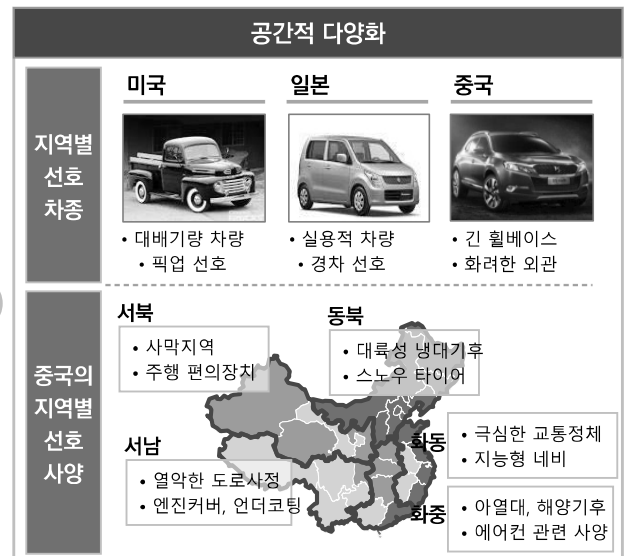 공간적 다양화
지역별
선호
차종
미국
• 대배기량 차량
• 픽업 선호
일본
• 실용적 차량
• 경차 선호
중국
• 긴 휠베이스
• 화려한 외관
중국의
지역별
선호
사양
서북
• 사막지역
• 주행 편의장치
동북
• 대륙성 냉대기후
• 스노우 타이어
서남
• 열악한 도로사정
• 엔진커버, 언더코팅
화동
• 극심한 교통정체
• 지능형 네비
화중
• 아열대, 해양기후
• 에어컨 관련 사양